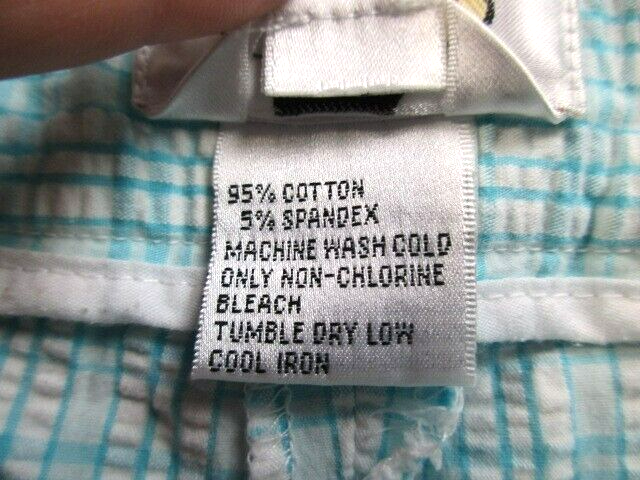 95% COTTON
5% SPANDEX
MACHINE WASH COLD
ONLY NON-CHLORINE
BLEACH
TUMBLE DRY LOW
COOL IRON